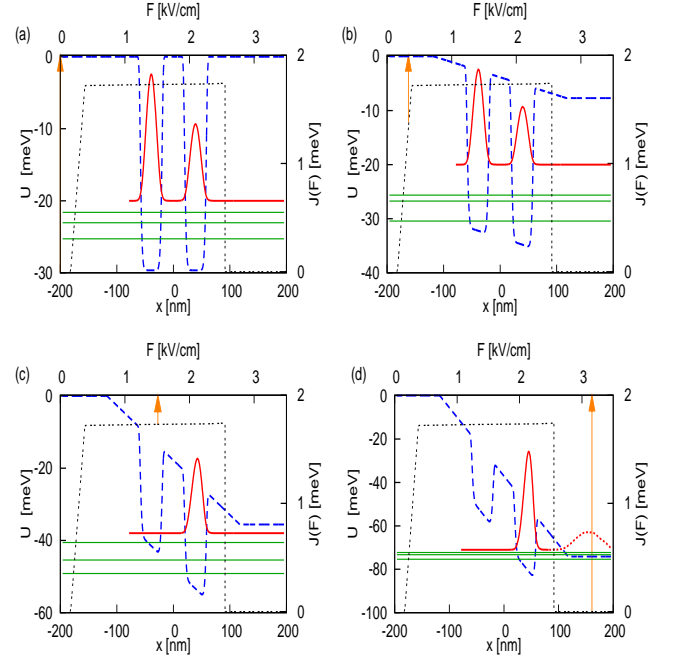 F [kV/cm]
(a) 0 1 2 3
0 -10 -20 -30
U [meV]
2 1 0
J(F) [meV]
-200 -100 0 100 200
x [nm]
F [kV/cm]
(b) 0 1 2 3
0 -10 -20 -30 -40
U [meV]
2 1 0
J(F) [meV]
-200 -100 0 100 200
x [nm]
F [kV/cm]
(c) 0 1 2 3
0 -20 -40 -60
U [meV]
2 1 0
J(F) [meV]
-200 -100 0 100 200
x [nm]
F [kV/cm]
(d) 0 1 2 3
0 -20 -40 -60 -80 -100
U [meV]
2 1 0
J(F) [meV]
-200 -100 0 100 200
x [nm]